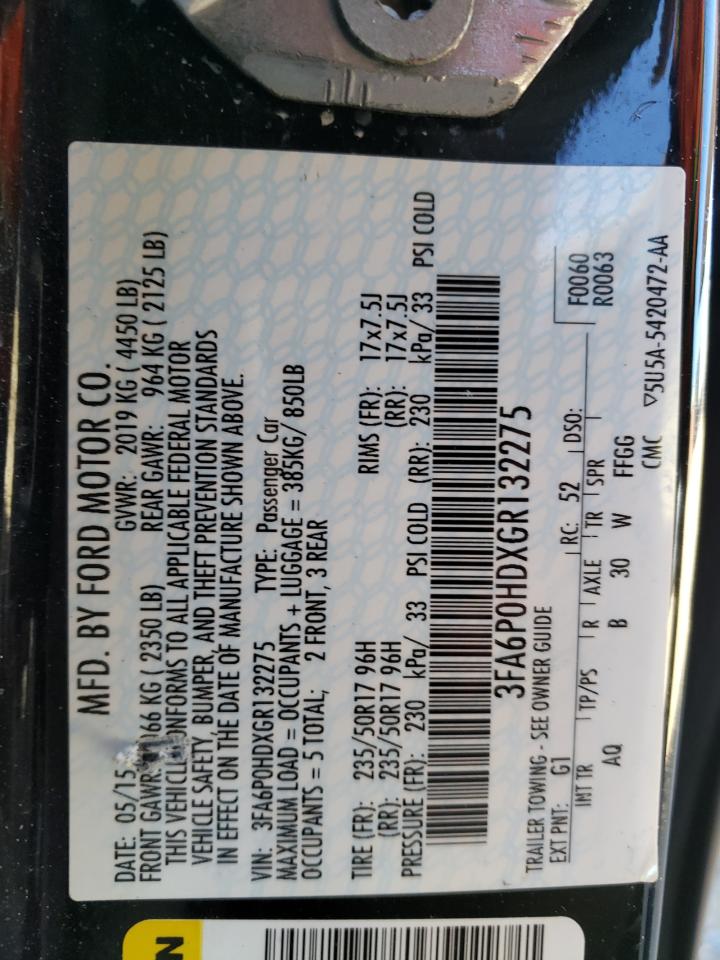 MFD. BY FORD MOTOR CO.
DATE: 05/15 GVWR: 2019 KG ( 4450 LB)
FRONT GAWR: 1066 KG ( 2350 LB) REAR GAWR: 964 KG ( 2125 LB)
THIS VEHICLE CONFORMS TO ALL APPLICABLE FEDERAL MOTOR
VEHICLE SAFETY, BUMPER, AND THEFT PREVENTION STANDARDS
IN EFFECT ON THE DATE OF MANUFACTURE SHOWN ABOVE.
VIN: 3FA6P0HDXGR132275 TYPE: Passenger Car
MAXIMUM LOAD = OCCUPANTS + LUGGAGE = 385KG/ 850LB
OCCUPANTS = 5 TOTAL; 2 FRONT, 3 REAR
TIRE (FR): 235/50R17 96H RIMS (FR): 17x7.5J
(RR): 235/50R17 96H (RR): 17x7.5J
PRESSURE (FR): 230 kPa/ 33 PSI COLD (RR): 230 kPa/ 33 PSI COLD
3FA6P0HDXGR132275
TRAILER TOWING - SEE OWNER GUIDE F0060
EXT PNT: G1 RC: 52 DSO: R0063
INT TR TP/PS R AXLE TR SPR
AQ B 30 W FFGG
CMC ▽5U5A-5420472-AA
N